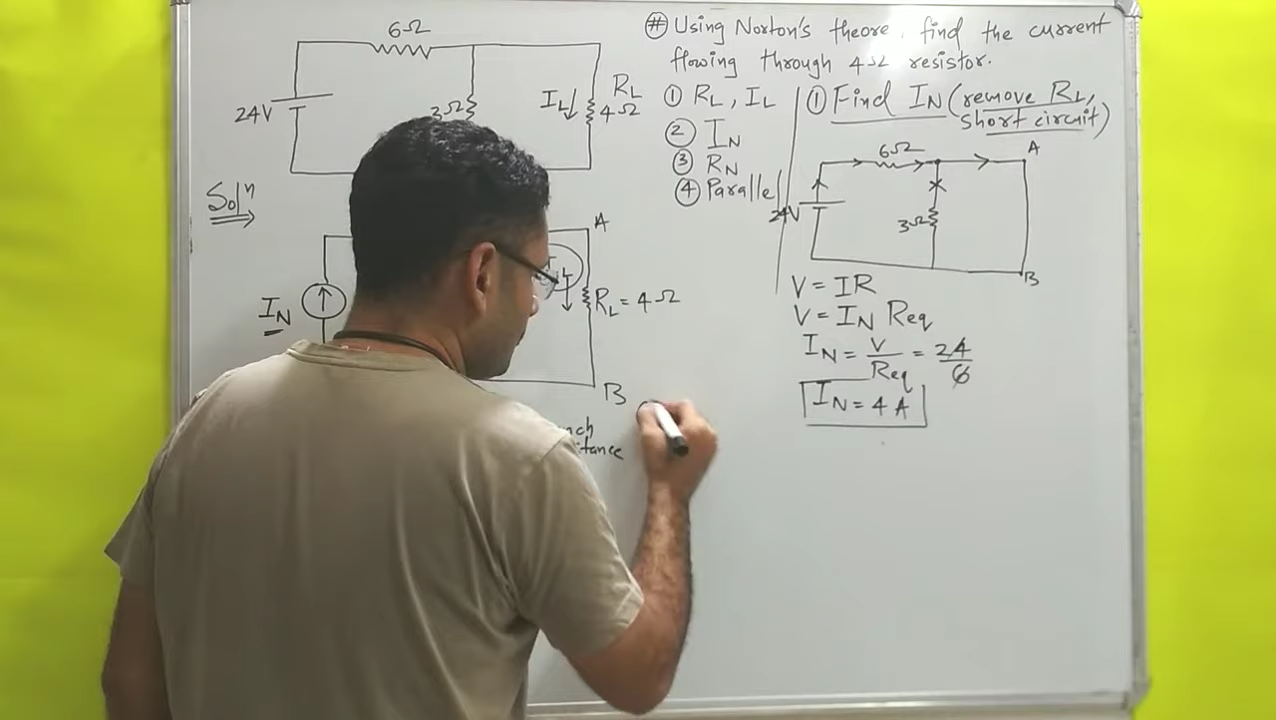 # Using Norton's theore. find the current
flowing through 4Ω resistor.
6Ω
24V
3Ω
IL↓
RL
4Ω
① RL, IL
② IN
③ RN
④ Parallel
Solⁿ
IN
A
IL
RL = 4Ω
B
tance
① Find IN (remove RL,
short circuit)
6Ω
A
24V
3Ω
B
V = IR
V = IN Req
IN = V/Req = 24/6
IN = 4 A